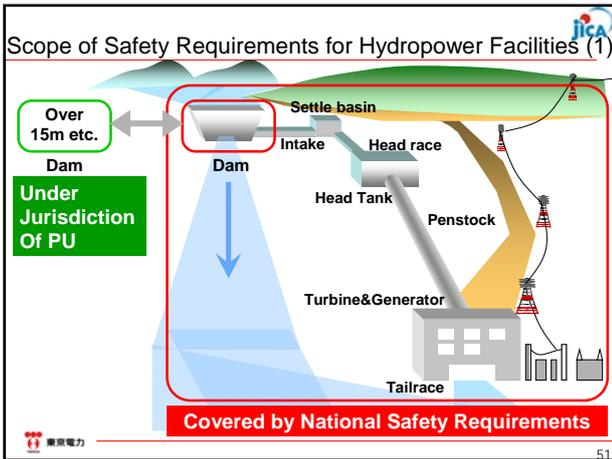 jica
Scope of Safety Requirements for Hydropower Facilities (1)
Over
15m etc.
Dam
Under
Jurisdiction
Of PU
Dam
Settle basin
Intake
Head race
Head Tank
Penstock
Turbine&Generator
Tailrace
Covered by National Safety Requirements
東京電力
51